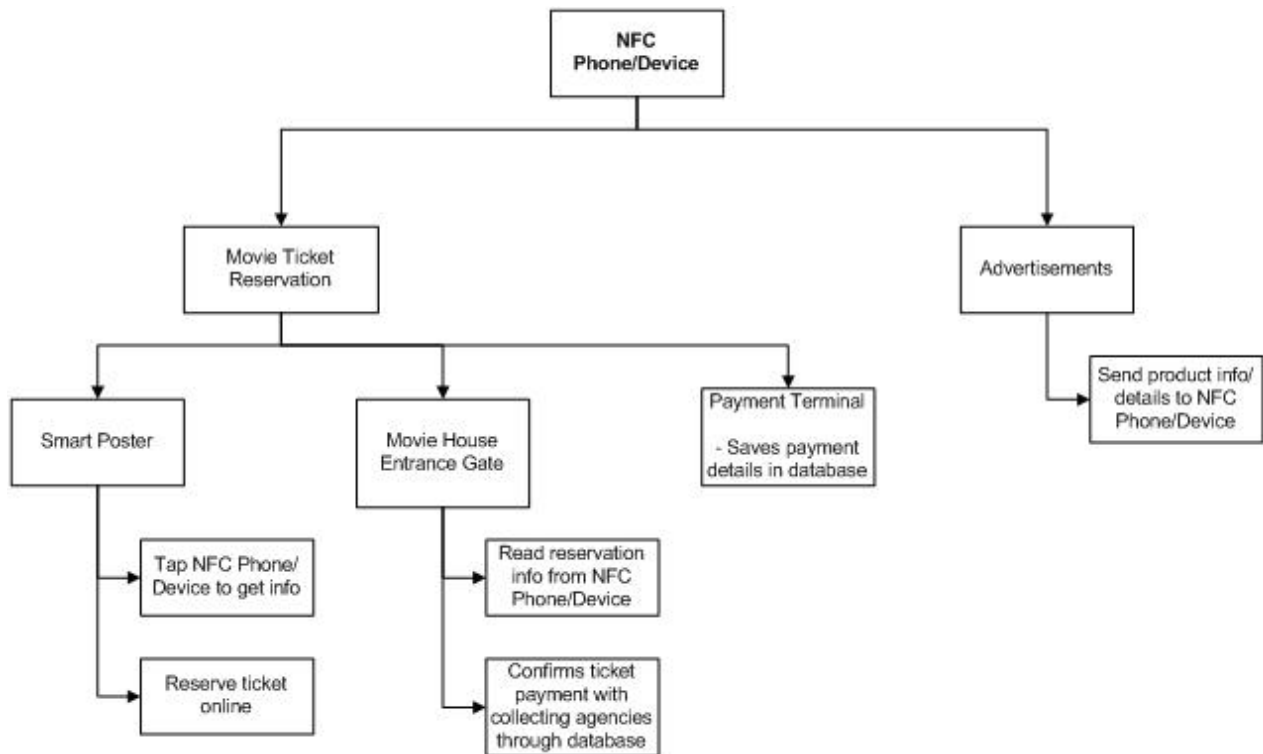 NFC
Phone/Device
Movie Ticket
Reservation
Advertisements
Smart Poster
Movie House
Entrance Gate
Payment Terminal
- Saves payment
details in database
Send product info/
details to NFC
Phone/Device
Tap NFC Phone/
Device to get info
Read reservation
info from NFC
Phone/Device
Reserve ticket
online
Confirms ticket
payment with
collecting agencies
through database